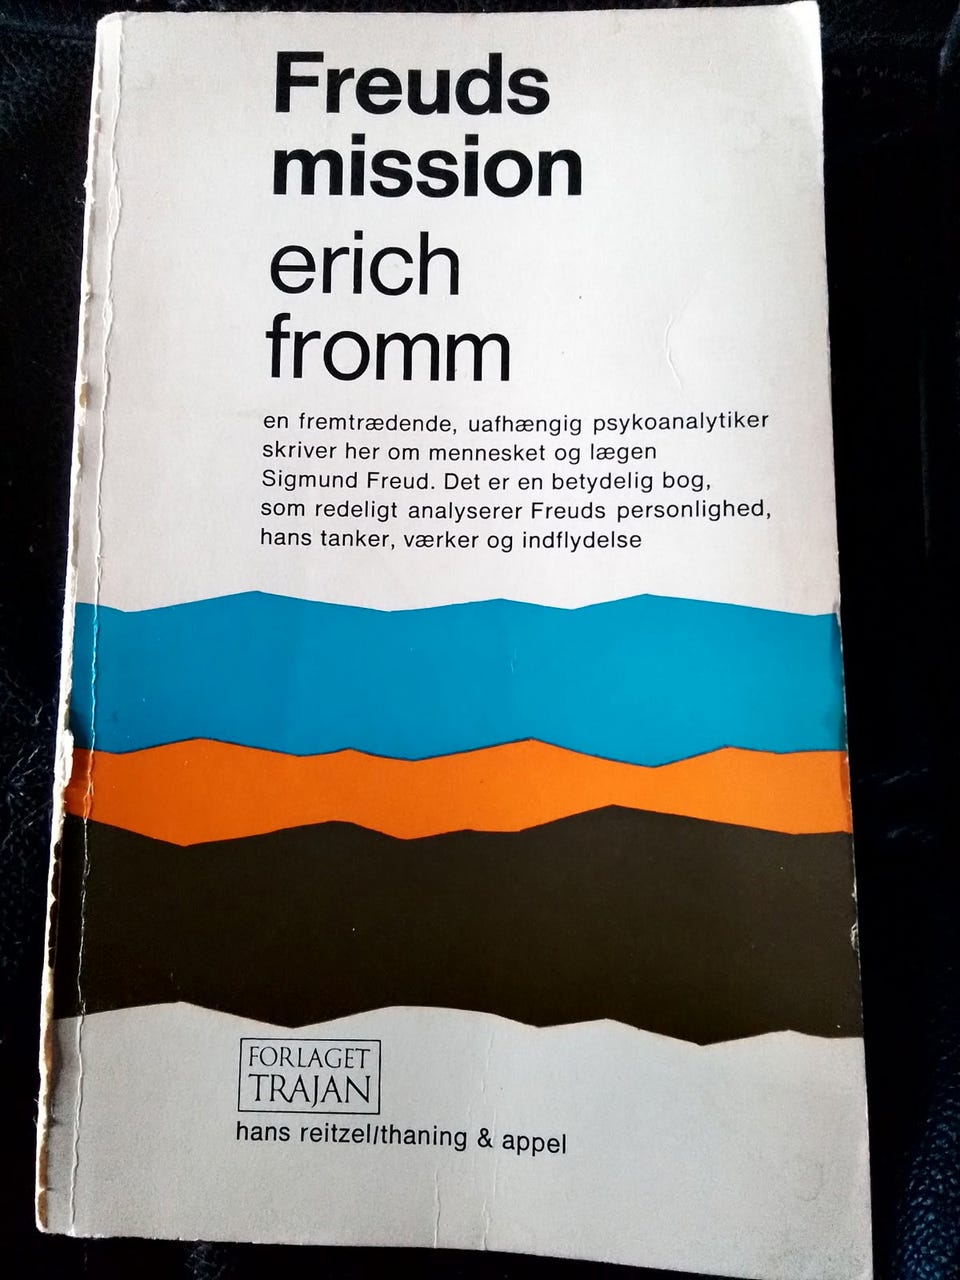 Freuds
mission
erich
fromm
en fremtrædende, uafhængig psykoanalytiker
skriver her om mennesket og lægen
Sigmund Freud. Det er en betydelig bog,
som redeligt analyserer Freuds personlighed,
hans tanker, værker og indflydelse
FORLAGET
TRAJAN
hans reitzel/thaning & appel